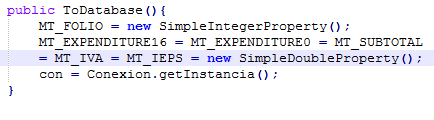 public ToDatabase(){
MT_FOLIO = new SimpleIntegerProperty();
MT_EXPENDITURE16 = MT_EXPENDITURE0 = MT_SUBTOTAL
= MT_IVA = MT_IEPS = new SimpleDoubleProperty();
con = Conexion.getInstancia();
}